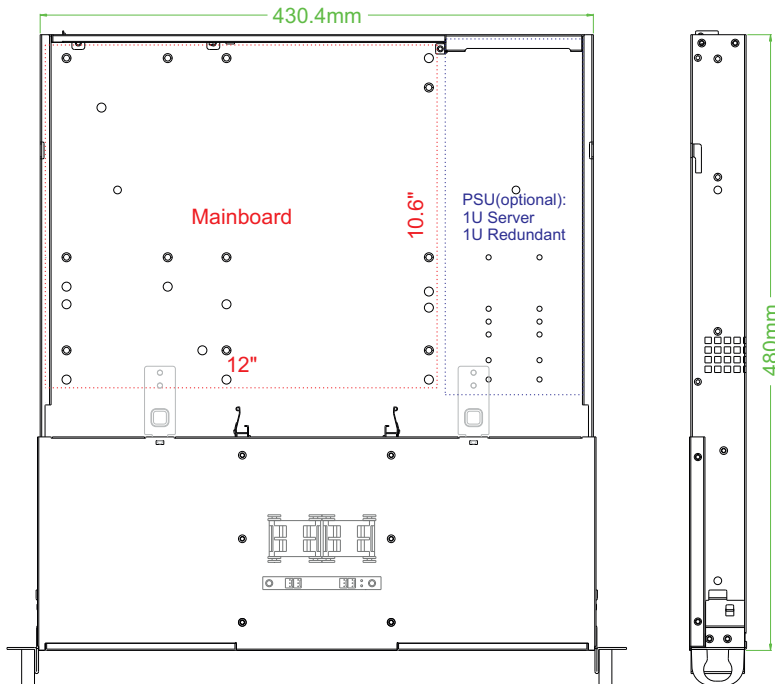 430.4mm
Mainboard
10.6"
PSU(optional):
1U Server
1U Redundant
12"
480mm